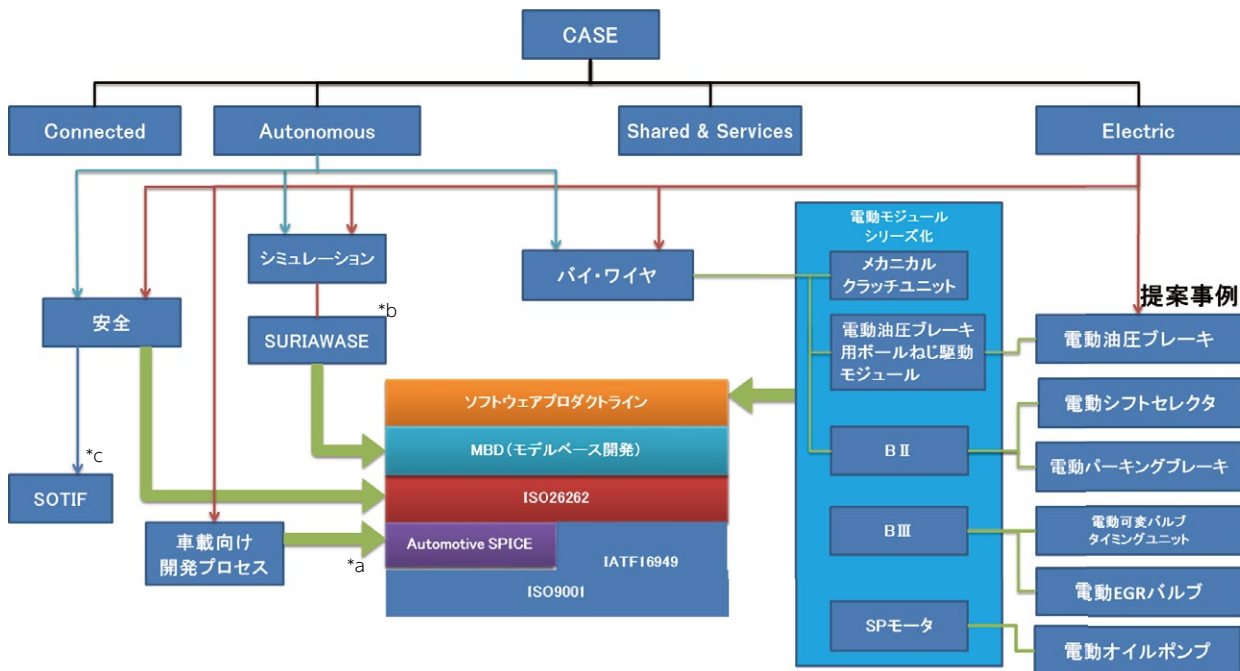 CASE
Connected
Autonomous
Shared & Services
Electric
電動モジュール
シリーズ化
シミュレーション
バイ・ワイヤ
メカニカル
クラッチユニット
提案事例
安全
*b
SURIAWASE
電動油圧ブレーキ
用ボールねじ駆動
モジュール
電動油圧ブレーキ
ソフトウェアプロダクトライン
電動シフトセレクタ
MBD(モデルベース開発)
BⅡ
*c
電動パーキングブレーキ
SOTIF
ISO26262
車載向け
開発プロセス
*a
Automotive SPICE
IATF16949
ISO9001
BⅢ
電動可変バルブ
タイミングユニット
電動EGRバルブ
SPモータ
電動オイルポンプ